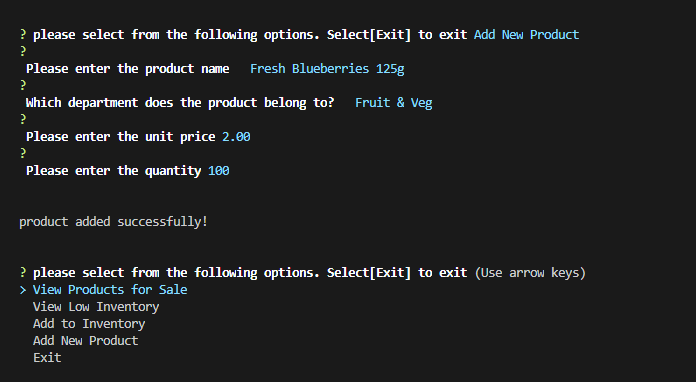 ? please select from the following options. Select[Exit] to exit Add New Product
?
Please enter the product name Fresh Blueberries 125g
?
Which department does the product belong to? Fruit & Veg
?
Please enter the unit price 2.00
?
Please enter the quantity 100
product added successfully!
? please select from the following options. Select[Exit] to exit (Use arrow keys)
> View Products for Sale
View Low Inventory
Add to Inventory
Add New Product
Exit